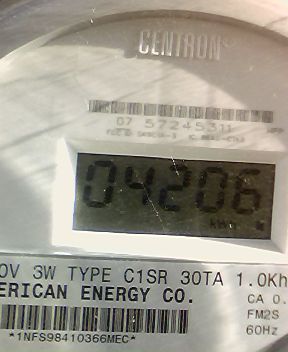 CENTRON
07 57245311
04206
kWh
0V 3W TYPE C1SR 30TA 1.0Kh
ERICAN ENERGY CO.
CA 0.
FM2S
60Hz
*1NFS98410366MEC*